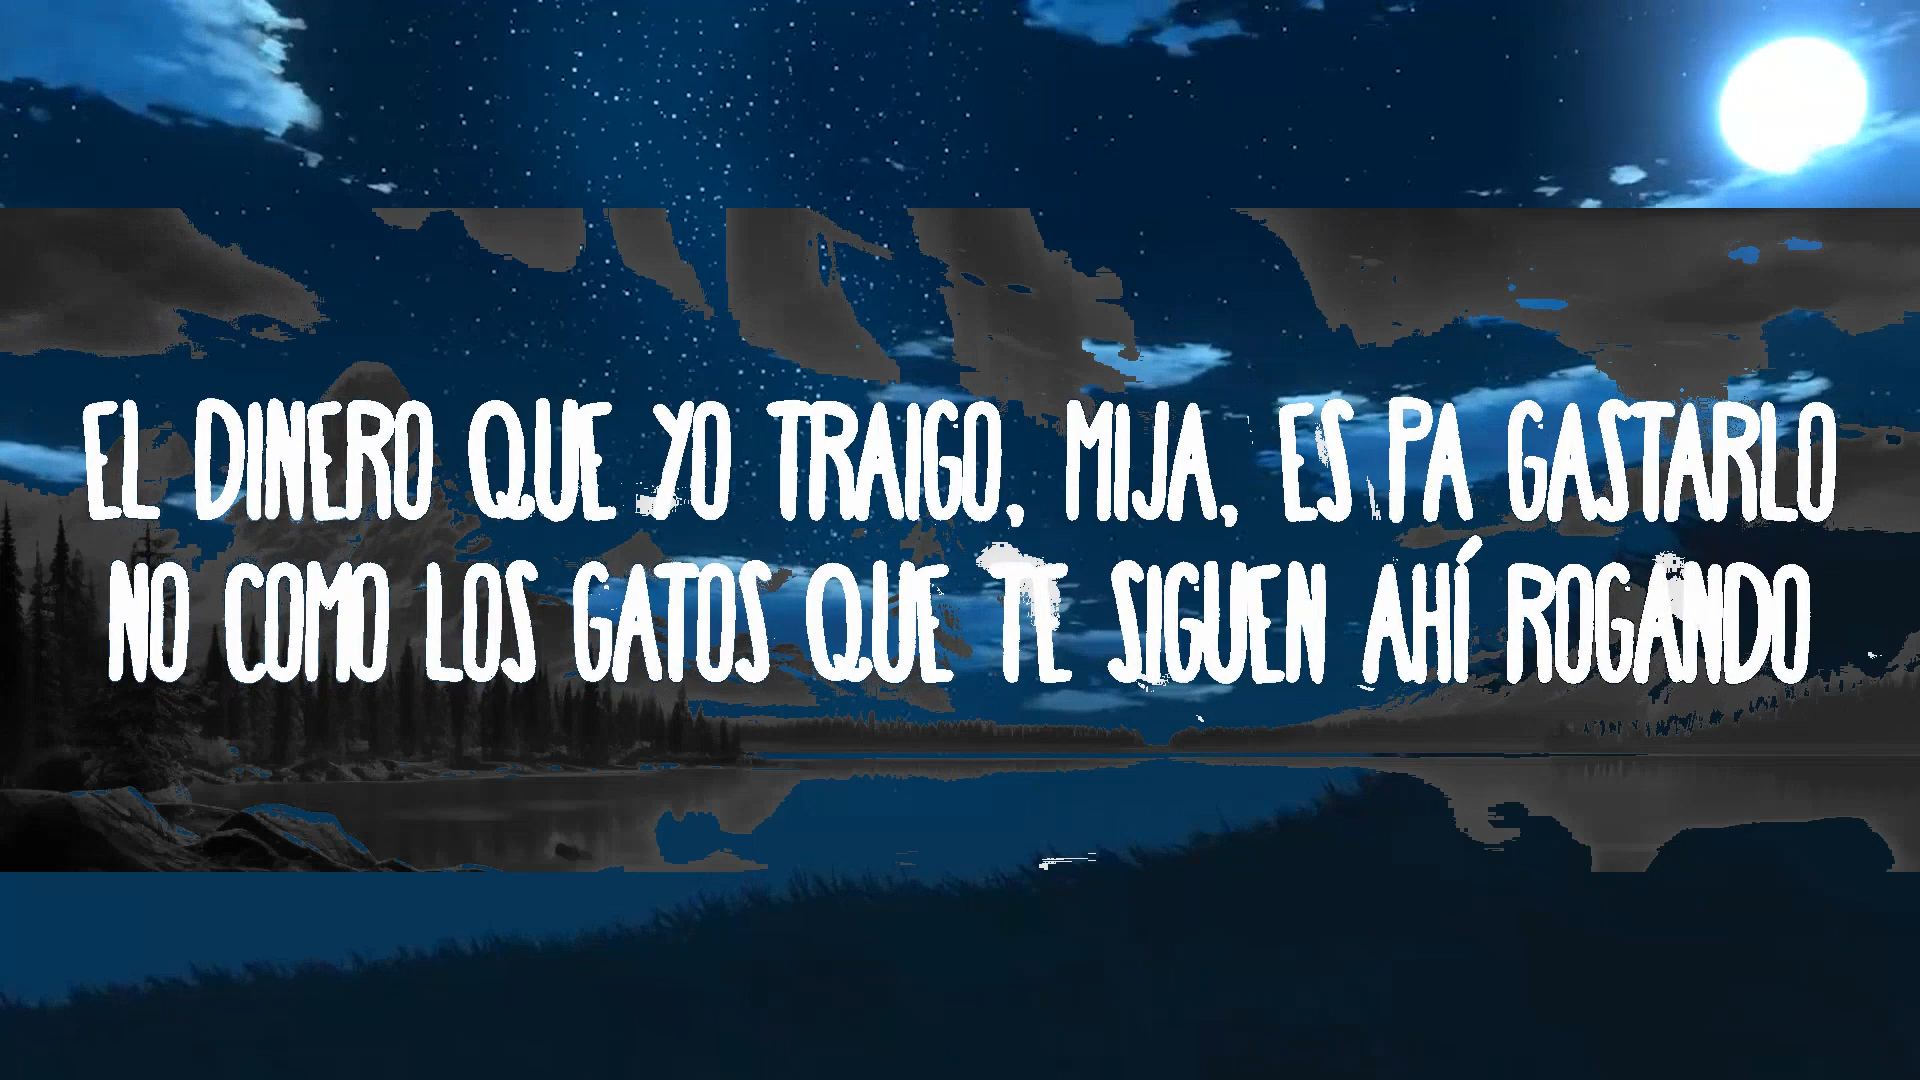 EL DINERO QUE YO TRAIGO, MIJA, ES PA GASTARLO
NO COMO LOS GATOS QUE TE SIGUEN AHÍ ROGANDO